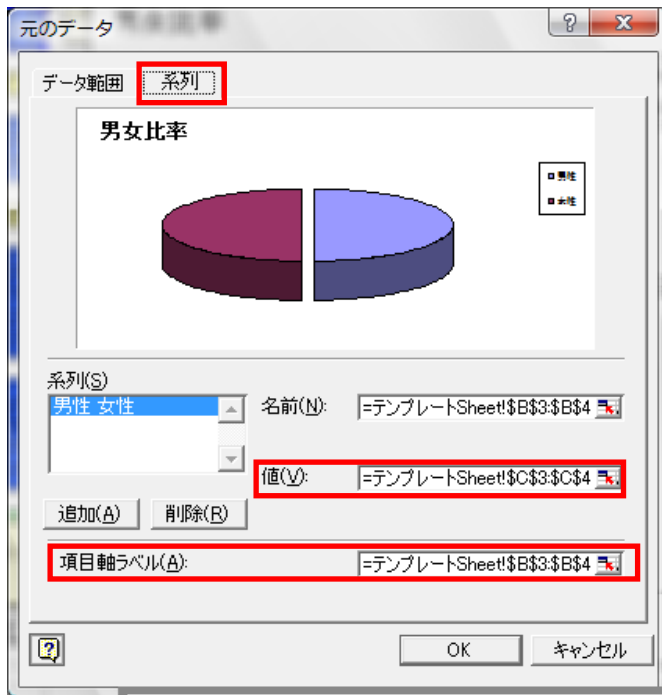 元のデータ
データ範囲
系列
男女比率
男性
女性
系列(S)
男性 女性
名前(N):
=テンプレートSheet!$B$3:$B$4
値(V):
=テンプレートSheet!$C$3:$C$4
追加(A)
削除(R)
項目軸ラベル(A):
=テンプレートSheet!$B$3:$B$4
OK
キャンセル